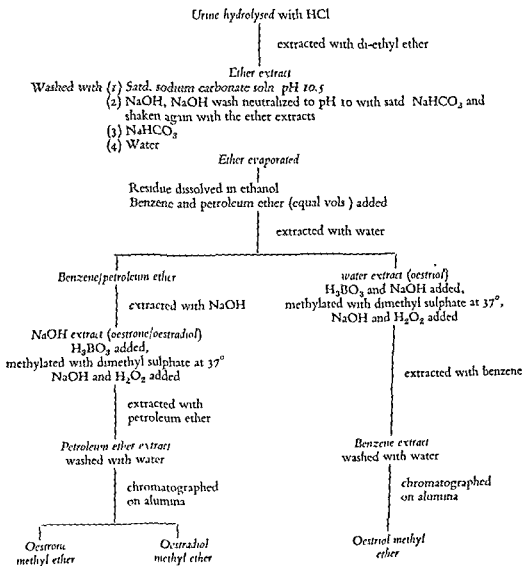 Urine hydrolysed with HCl
extracted with di-ethyl ether
Ether extract
Washed with (1) Satd. sodium carbonate soln pH 10.5
(2) NaOH, NaOH wash neutralized to pH 10 with satd NaHCO3 and
shaken again with the ether extracts
(3) NaHCO3
(4) Water
Ether evaporated
Residue dissolved in ethanol
Benzene and petroleum ether (equal vols) added
extracted with water
Benzene/petroleum ether
extracted with NaOH
NaOH extract (oestrone/oestradiol)
H3BO3 added,
methylated with dimethyl sulphate at 37°
NaOH and H2O2 added
extracted with
petroleum ether
Petroleum ether extract
washed with water
chromatographed
on alumina
Oestrone
methyl ether
Oestradiol
methyl ether
water extract (oestriol)
H3BO3 and NaOH added,
methylated with dimethyl sulphate at 37°,
NaOH and H2O2 added
extracted with benzene
Benzene extract
washed with water
chromatographed
on alumina
Oestriol methyl
ether